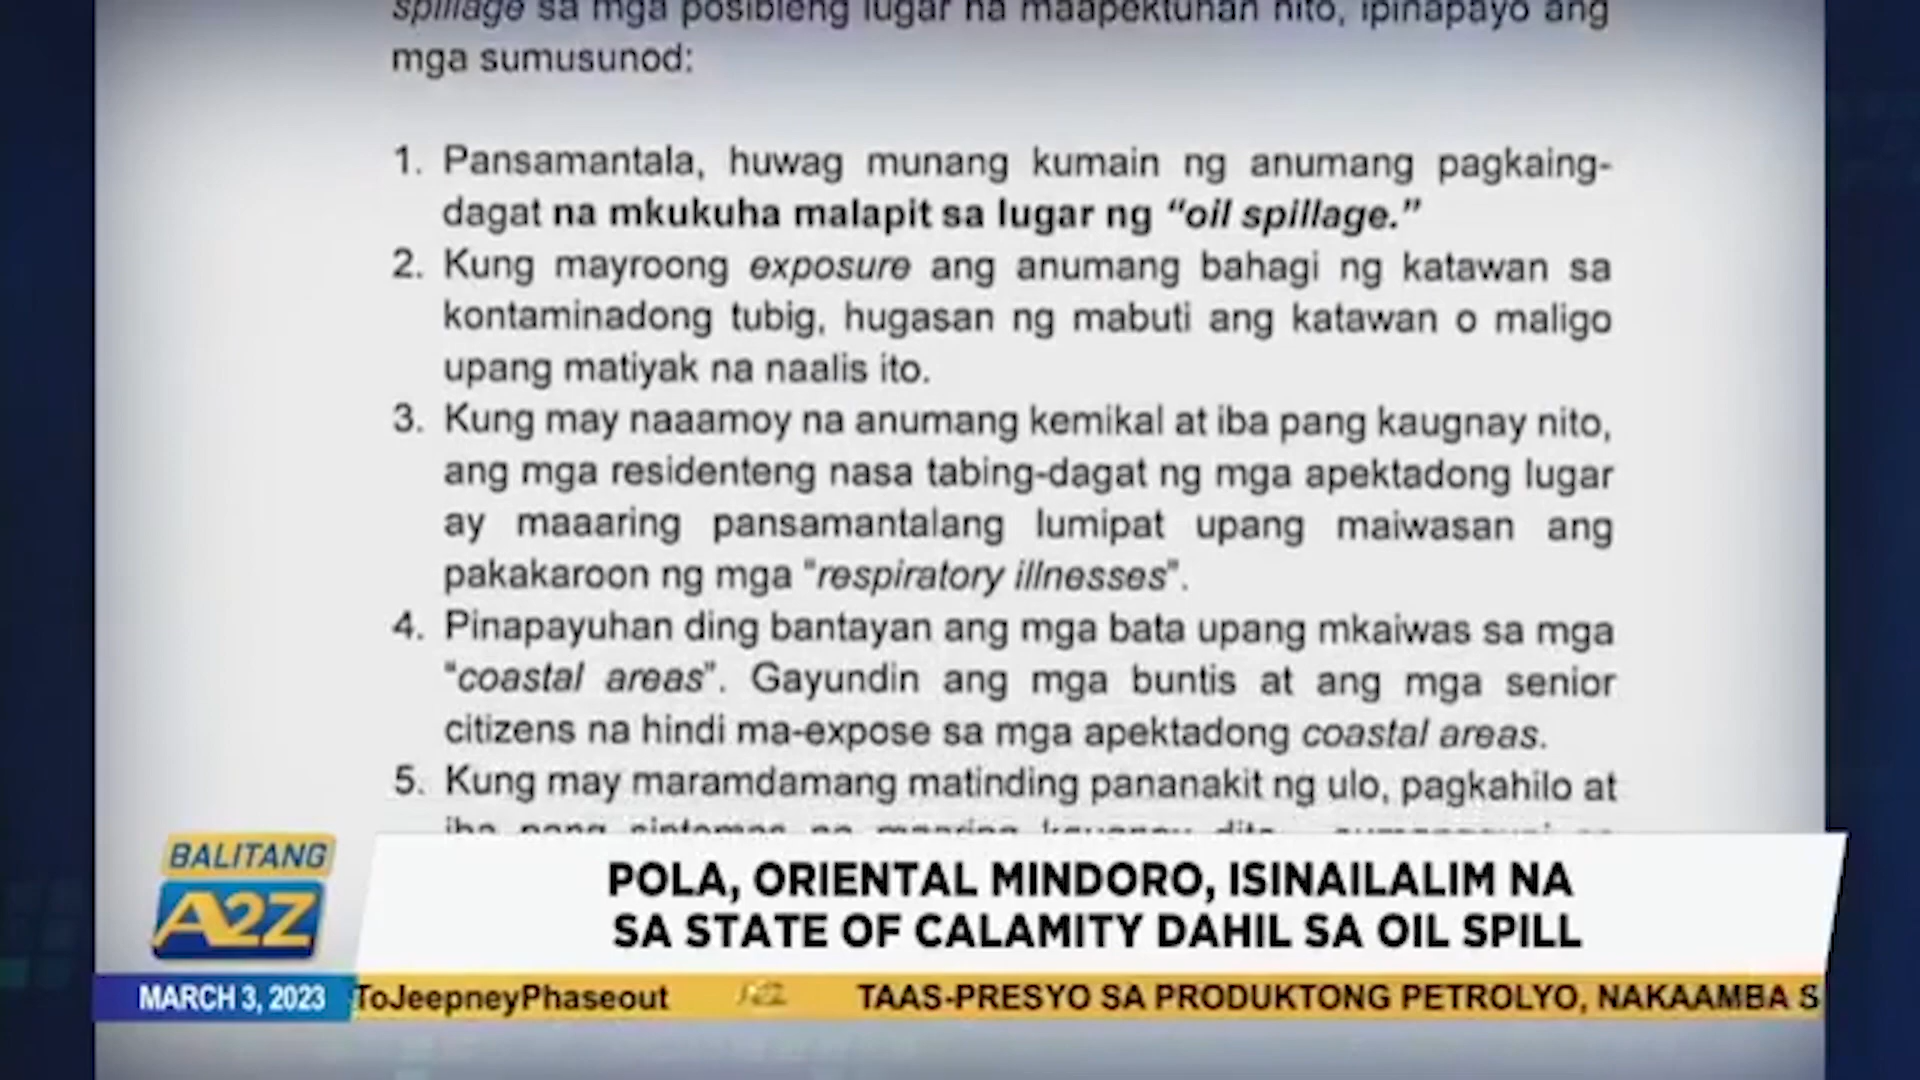 spillage sa mga posibleng lugar na maapektuhan nito, ipinapayo ang
mga sumusunod:
1. Pansamantala, huwag munang kumain ng anumang pagkaing-
dagat na mkukuha malapit sa lugar ng “oil spillage.”
2. Kung mayroong exposure ang anumang bahagi ng katawan sa
kontaminadong tubig, hugasan ng mabuti ang katawan o maligo
upang matiyak na naalis ito.
3. Kung may naaamoy na anumang kemikal at iba pang kaugnay nito,
ang mga residenteng nasa tabing-dagat ng mga apektadong lugar
ay maaaring pansamantalang lumipat upang maiwasan ang
pakakaroon ng mga "respiratory illnesses".
4. Pinapayuhan ding bantayan ang mga bata upang mkaiwas sa mga
"coastal areas". Gayundin ang mga buntis at ang mga senior
citizens na hindi ma-expose sa mga apektadong coastal areas.
5. Kung may maramdamang matinding pananakit ng ulo, pagkahilo at
BALITANG
A2Z
POLA, ORIENTAL MINDORO, ISINAILALIM NA
SA STATE OF CALAMITY DAHIL SA OIL SPILL
MARCH 3, 2023 ToJeepneyPhaseout A2Z TAAS-PRESYO SA PRODUKTONG PETROLYO, NAKAAMBA S